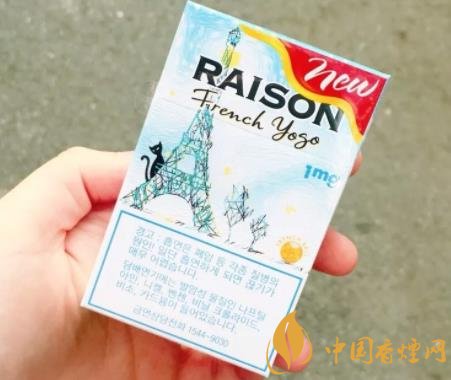 New
RAISON
French Yogo
1mg
경고 : 흡연은 폐암 등 각종 질병의
원인! 일단 흡연하게 되면 끊기가
매우 어렵습니다.
담배연기에는 발암성 물질인 나프틸
아민, 니켈, 벤젠, 비닐 크롤라이드,
비소, 카드뮴이 들어있습니다.
금연상담전화 1544-9030
中国香烟网